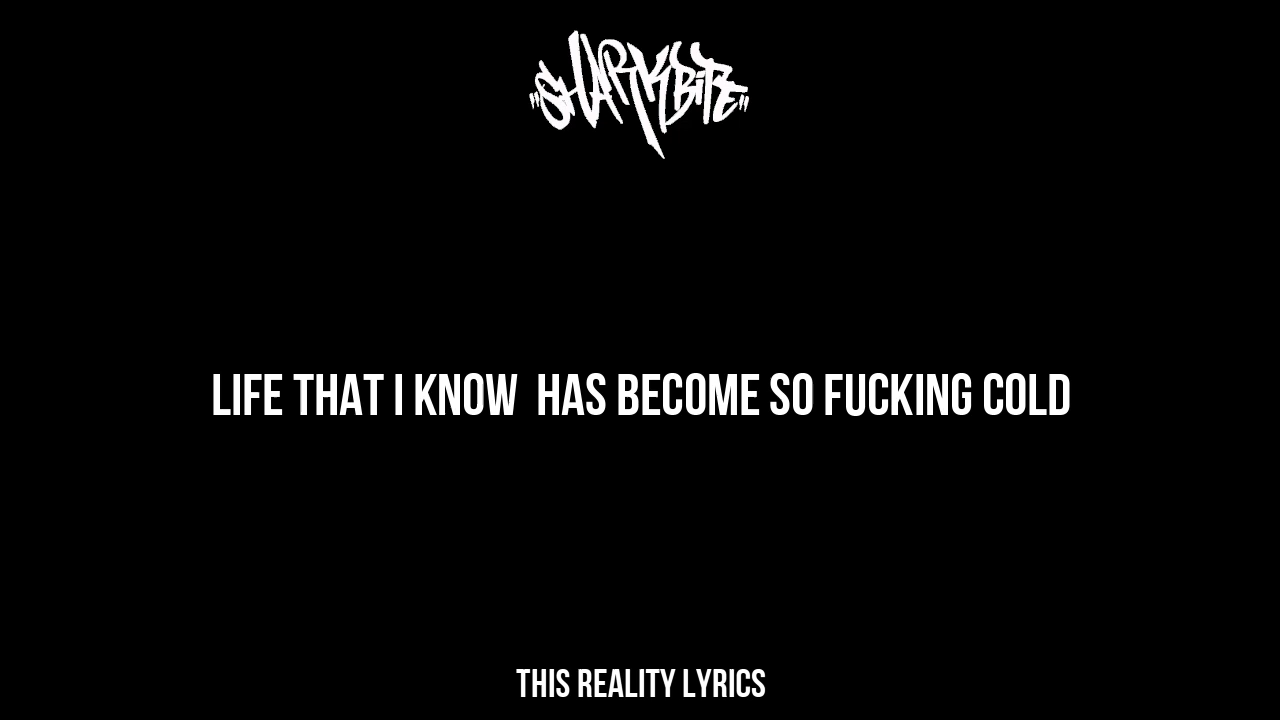 "SHARKBITE"
LIFE THAT I KNOW  HAS BECOME SO FUCKING COLD
THIS REALITY LYRICS